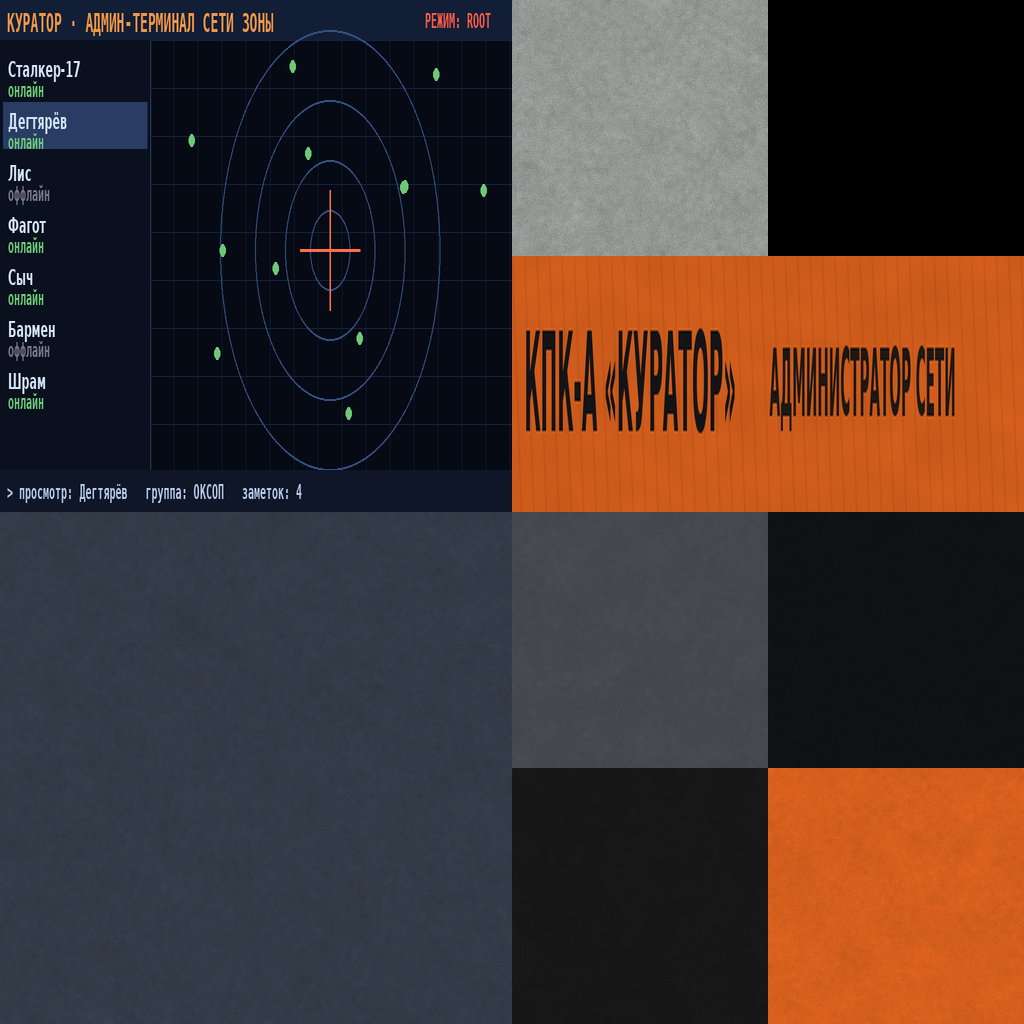 КУРАТОР · АДМИН-ТЕРМИНАЛ СЕТИ ЗОНЫ
РЕЖИМ: ROOT
Сталкер-17
онлайн
Дегтярёв
онлайн
Лис
оффлайн
Фагот
онлайн
Сыч
онлайн
Бармен
оффлайн
Шрам
онлайн
> просмотр: Дегтярёв группа: ОКСОП заметок: 4
КПК-А «КУРАТОР» АДМИНИСТРАТОР СЕТИ